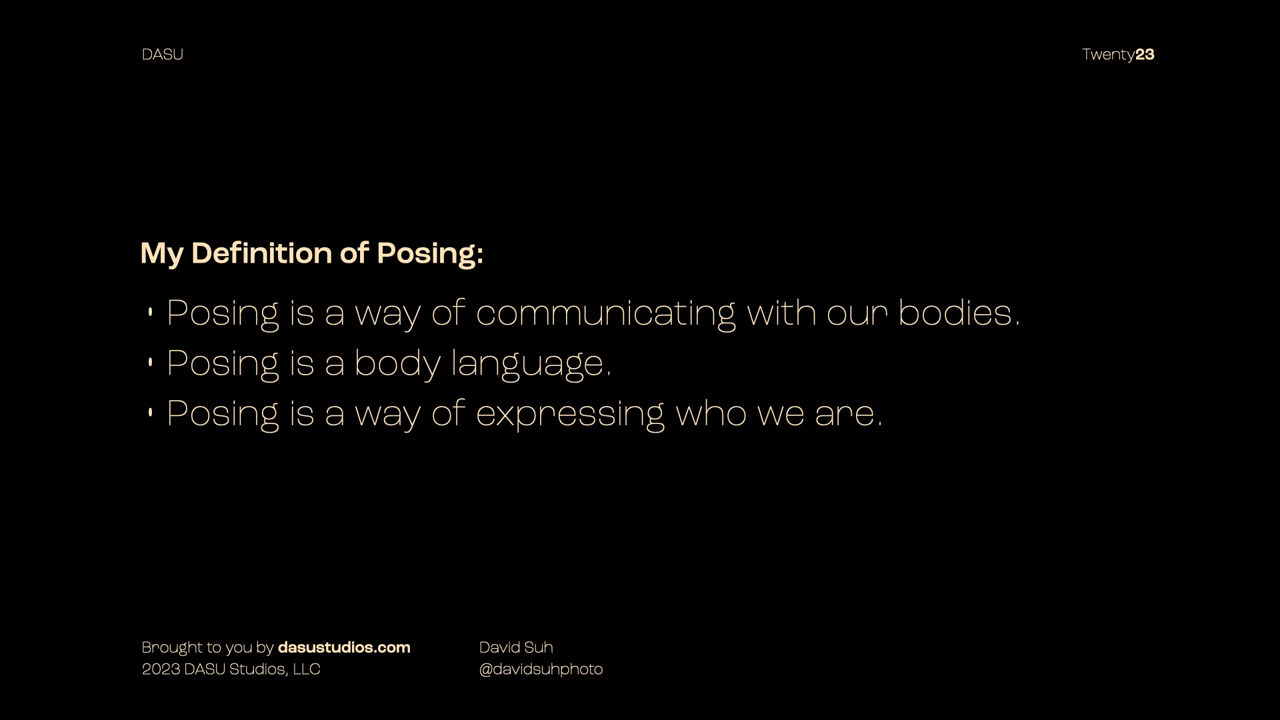 DASU
Twenty23
My Definition of Posing:
• Posing is a way of communicating with our bodies.
• Posing is a body language.
• Posing is a way of expressing who we are.
Brought to you by dasustudios.com
2023 DASU Studios, LLC
David Suh
@davidsuhphoto